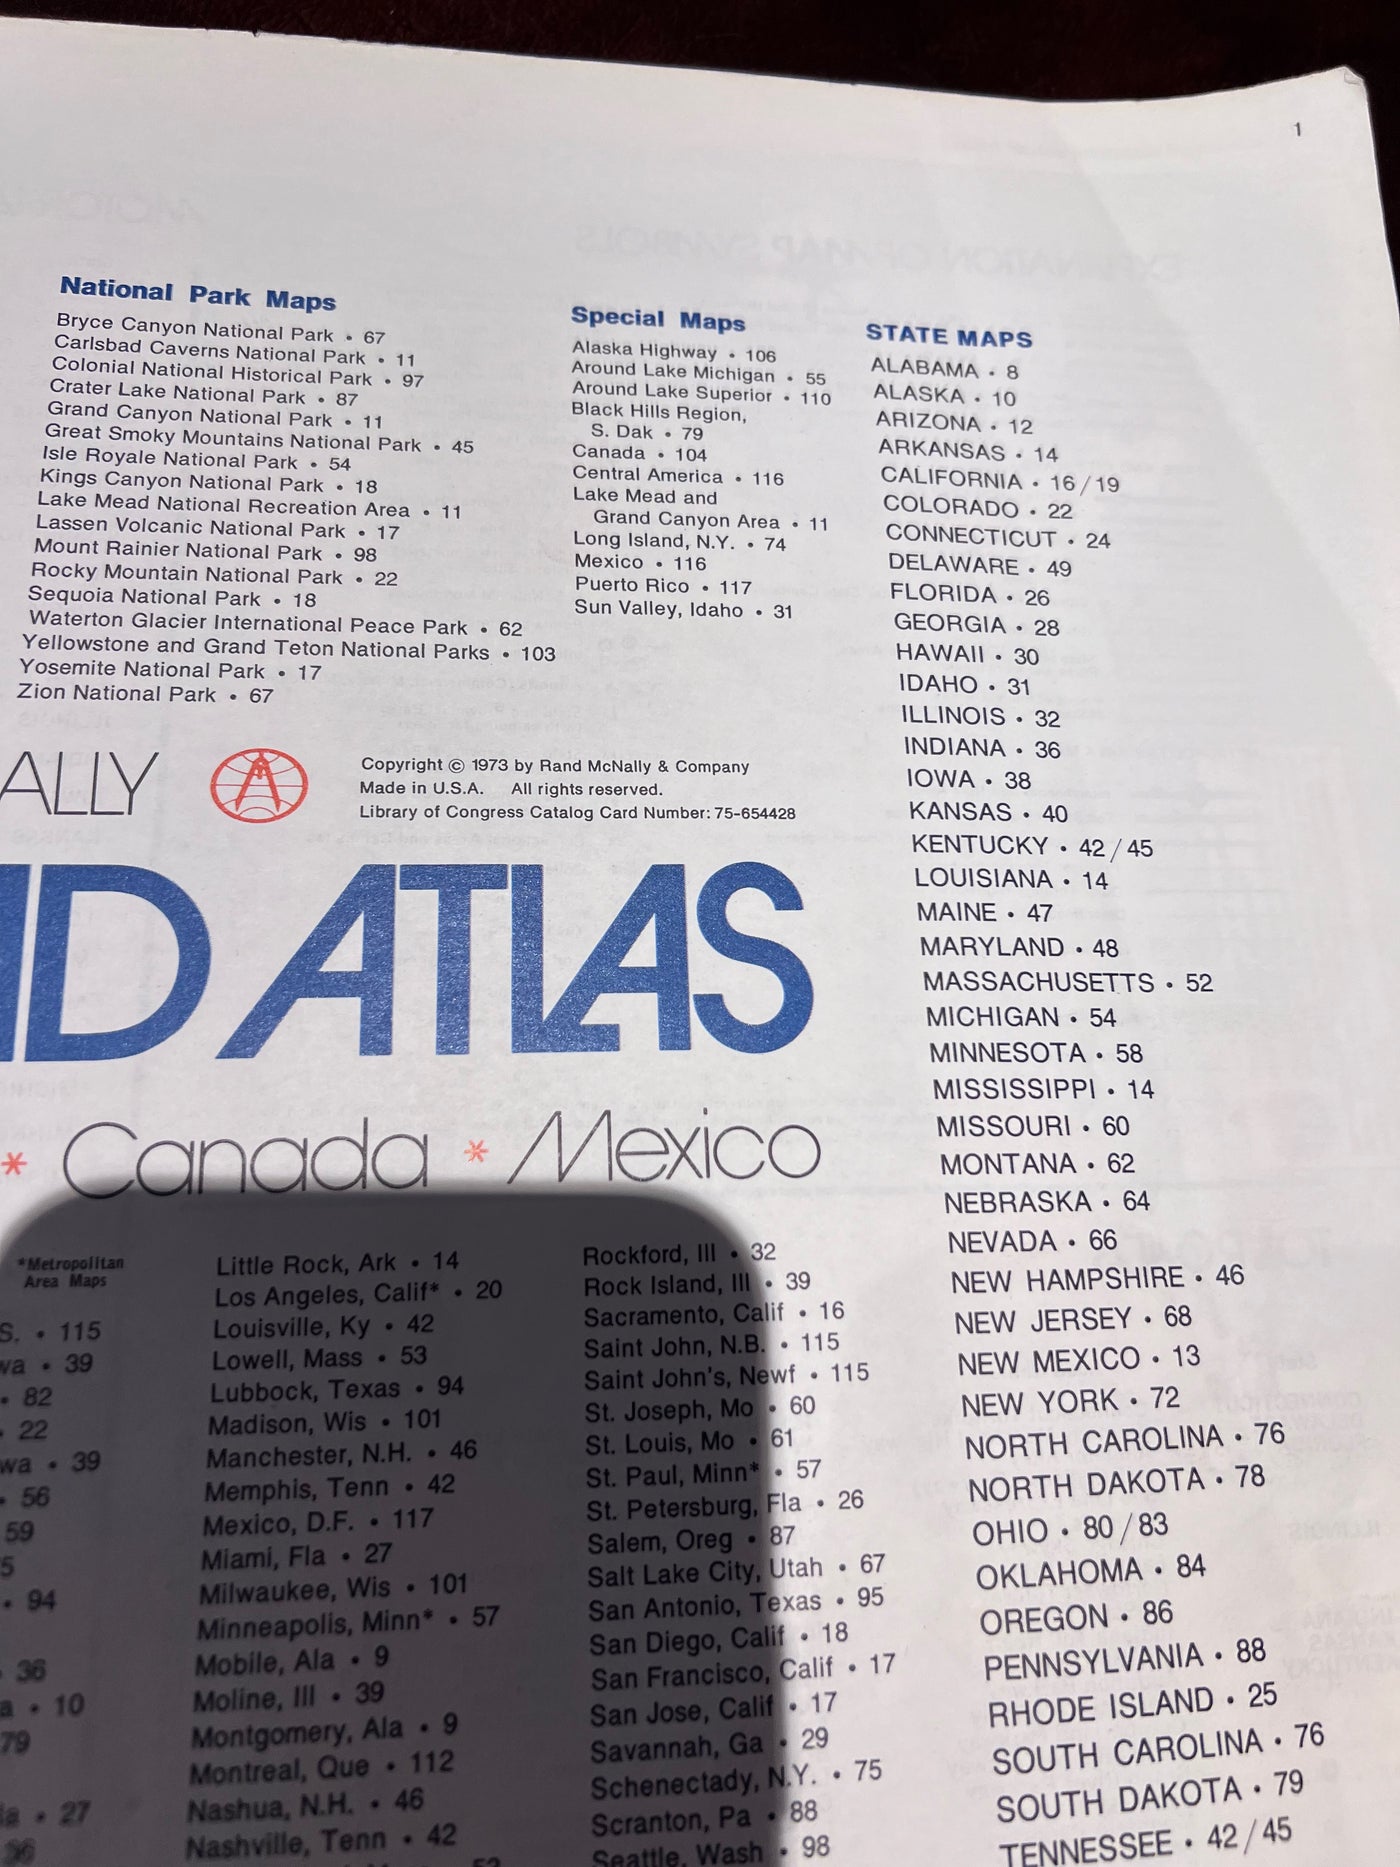 1
National Park Maps
Bryce Canyon National Park • 67
Carlsbad Caverns National Park • 11
Colonial National Historical Park • 97
Crater Lake National Park • 87
Grand Canyon National Park • 11
Great Smoky Mountains National Park • 45
Isle Royale National Park • 54
Kings Canyon National Park • 18
Lake Mead National Recreation Area • 11
Lassen Volcanic National Park • 17
Mount Rainier National Park • 98
Rocky Mountain National Park • 22
Sequoia National Park • 18
Waterton Glacier International Peace Park • 62
Yellowstone and Grand Teton National Parks • 103
Yosemite National Park • 17
Zion National Park • 67
Special Maps
Alaska Highway • 106
Around Lake Michigan • 55
Around Lake Superior • 110
Black Hills Region,
S. Dak • 79
Canada • 104
Central America • 116
Lake Mead and
Grand Canyon Area • 11
Long Island, N.Y. • 74
Mexico • 116
Puerto Rico • 117
Sun Valley, Idaho • 31
STATE MAPS
ALABAMA • 8
ALASKA • 10
ARIZONA • 12
ARKANSAS • 14
CALIFORNIA • 16/19
COLORADO • 22
CONNECTICUT • 24
DELAWARE • 49
FLORIDA • 26
GEORGIA • 28
HAWAII • 30
IDAHO • 31
ILLINOIS • 32
INDIANA • 36
IOWA • 38
KANSAS • 40
KENTUCKY • 42/45
LOUISIANA • 14
MAINE • 47
MARYLAND • 48
MASSACHUSETTS • 52
MICHIGAN • 54
MINNESOTA • 58
MISSISSIPPI • 14
MISSOURI • 60
MONTANA • 62
NEBRASKA • 64
NEVADA • 66
NEW HAMPSHIRE • 46
NEW JERSEY • 68
NEW MEXICO • 13
NEW YORK • 72
NORTH CAROLINA • 76
NORTH DAKOTA • 78
OHIO • 80/83
OKLAHOMA • 84
OREGON • 86
PENNSYLVANIA • 88
RHODE ISLAND • 25
SOUTH CAROLINA • 76
SOUTH DAKOTA • 79
TENNESSEE • 42/45
ALLY
Copyright © 1973 by Rand McNally & Company
Made in U.S.A. All rights reserved.
Library of Congress Catalog Card Number: 75-654428
D ATLAS
* Canada * Mexico
*Metropolitan
Area Maps
S. • 115
wa • 39
• 82
• 22
wa • 39
• 56
59
5
• 94
36
a • 10
79
• 27
36
Little Rock, Ark • 14
Los Angeles, Calif* • 20
Louisville, Ky • 42
Lowell, Mass • 53
Lubbock, Texas • 94
Madison, Wis • 101
Manchester, N.H. • 46
Memphis, Tenn • 42
Mexico, D.F. • 117
Miami, Fla • 27
Milwaukee, Wis • 101
Minneapolis, Minn* • 57
Mobile, Ala • 9
Moline, Ill • 39
Montgomery, Ala • 9
Montreal, Que • 112
Nashua, N.H. • 46
Nashville, Tenn • 42
Rockford, Ill • 32
Rock Island, Ill • 39
Sacramento, Calif • 16
Saint John, N.B. • 115
Saint John's, Newf • 115
St. Joseph, Mo • 60
St. Louis, Mo • 61
St. Paul, Minn* • 57
St. Petersburg, Fla • 26
Salem, Oreg • 87
Salt Lake City, Utah • 67
San Antonio, Texas • 95
San Diego, Calif • 18
San Francisco, Calif • 17
San Jose, Calif • 17
Savannah, Ga • 29
Schenectady, N.Y. • 75
Scranton, Pa • 88
Seattle, Wash • 98